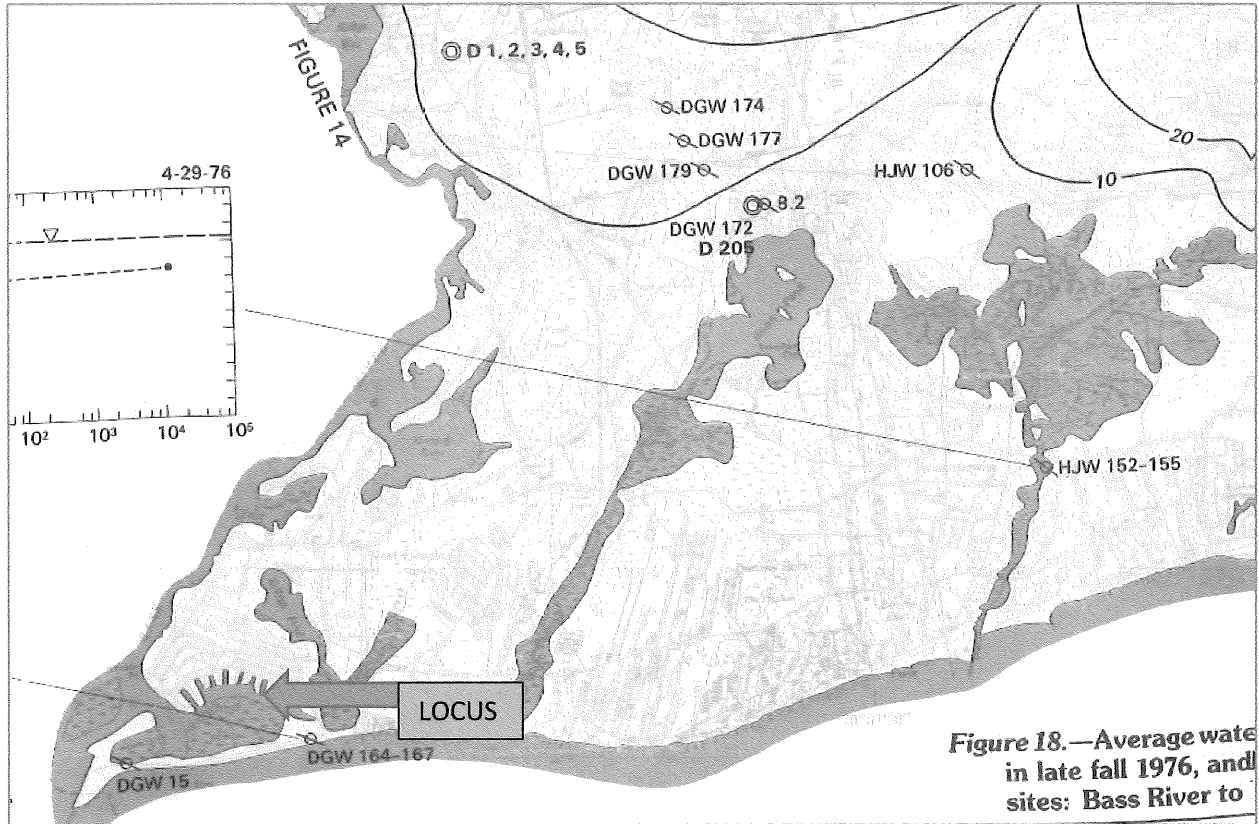 FIGURE 14
D 1, 2, 3, 4, 5
DGW 174
DGW 177
DGW 179
HJW 106
20
10
8.2
DGW 172
D 205
4-29-76
10² 10³ 10⁴ 10⁵
HJW 152-155
LOCUS
DGW 164-167
DGW 15
Figure 18.—Average wate
in late fall 1976, and
sites: Bass River to